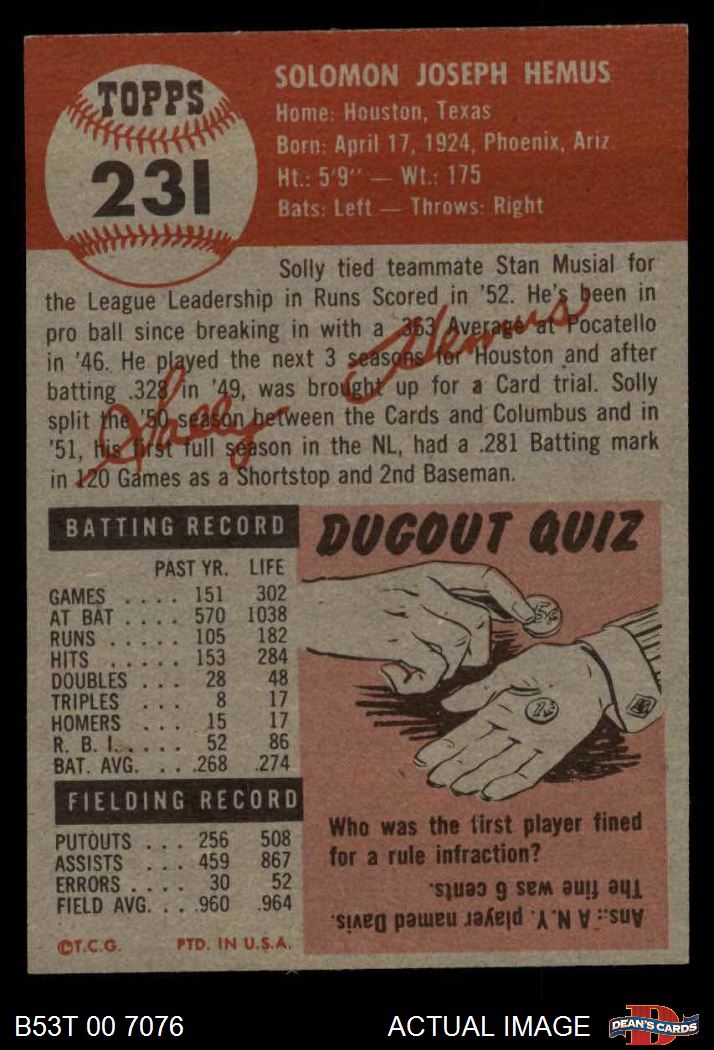 TOPPS
231
SOLOMON JOSEPH HEMUS
Home: Houston, Texas
Born: April 17, 1924, Phoenix, Ariz.
Ht.: 5'9" — Wt.: 175
Bats: Left — Throws: Right
Solly tied teammate Stan Musial for
the League Leadership in Runs Scored in '52. He's been in
pro ball since breaking in with a .363 Average at Pocatello
in '46. He played the next 3 seasons for Houston and after
batting .328 in '49, was brought up for a Card trial. Solly
split the '50 season between the Cards and Columbus and in
'51, his first full season in the NL, had a .281 Batting mark
in 120 Games as a Shortstop and 2nd Baseman.
Solly Hemus
BATTING RECORD
PAST YR. LIFE
GAMES .... 151 302
AT BAT .... 570 1038
RUNS ..... 105 182
HITS ..... 153 284
DOUBLES ... 28 48
TRIPLES ... 8 17
HOMERS ... 15 17
R. B. I. .... 52 86
BAT. AVG. ... .268 .274
FIELDING RECORD
PUTOUTS ... 256 508
ASSISTS ... 459 867
ERRORS .... 30 52
FIELD AVG. ... .960 .964
©T.C.G. PTD. IN U.S.A.
DUGOUT QUIZ
5¢
1¢
Who was the first player fined
for a rule infraction?
Ans.: A N.Y. player named Davis.
The fine was 6 cents.
B53T 00 7076 ACTUAL IMAGE
D
DEAN'S CARDS